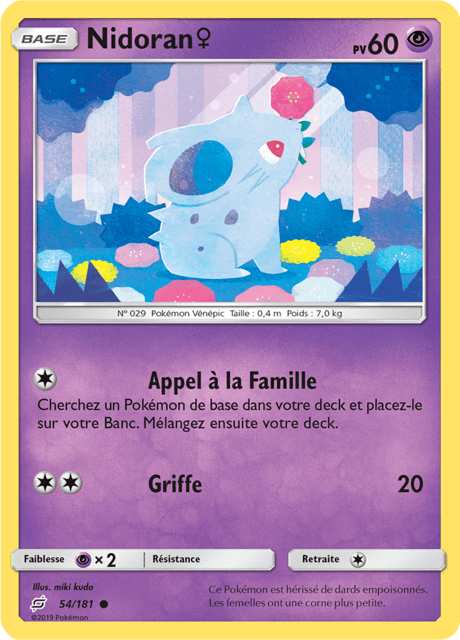 BASE Nidoran♀ PV60
N° 029 Pokémon Vénépic Taille : 0,4 m Poids : 7,0 kg
Appel à la Famille
Cherchez un Pokémon de base dans votre deck et placez-le
sur votre Banc. Mélangez ensuite votre deck.
Griffe 20
Faiblesse ×2 Résistance Retraite
Illus. miki kudo
54/181
©2019 Pokémon
Ce Pokémon est hérissé de dards empoisonnés.
Les femelles ont une corne plus petite.